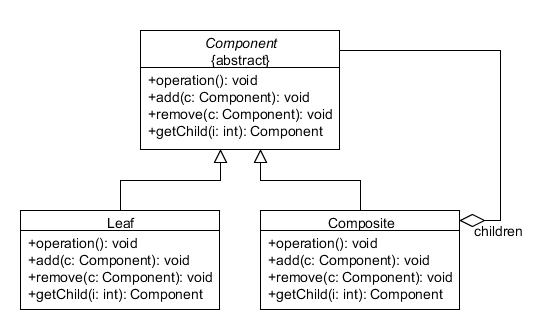 Component
{abstract}
+operation(): void
+add(c: Component): void
+remove(c: Component): void
+getChild(i: int): Component
Leaf
+operation(): void
+add(c: Component): void
+remove(c: Component): void
+getChild(i: int): Component
Composite
+operation(): void
+add(c: Component): void
+remove(c: Component): void
+getChild(i: int): Component
children